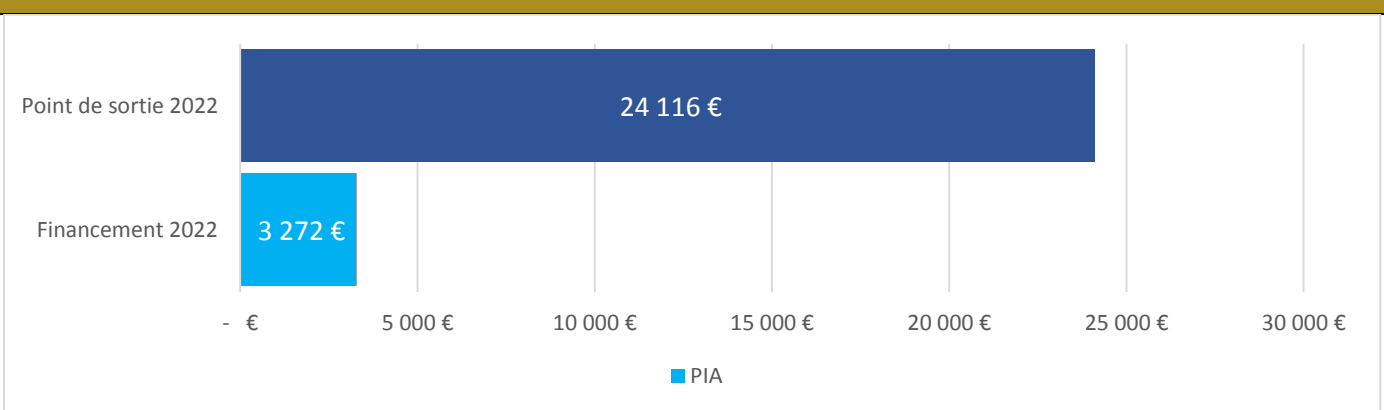 Point de sortie 2022
24 116 €
Financement 2022
3 272 €
- € 5 000 € 10 000 € 15 000 € 20 000 € 25 000 € 30 000 €
PIA